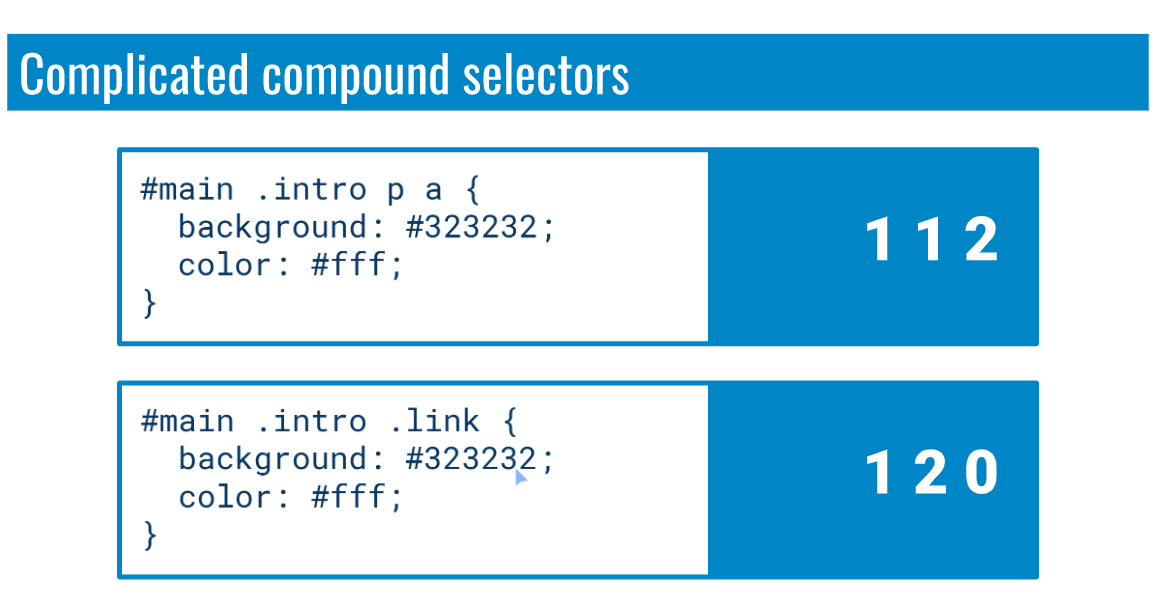 Complicated compound selectors
#main .intro p a {
background: #323232;
color: #fff;
}
1 1 2
#main .intro .link {
background: #323232;
color: #fff;
}
1 2 0